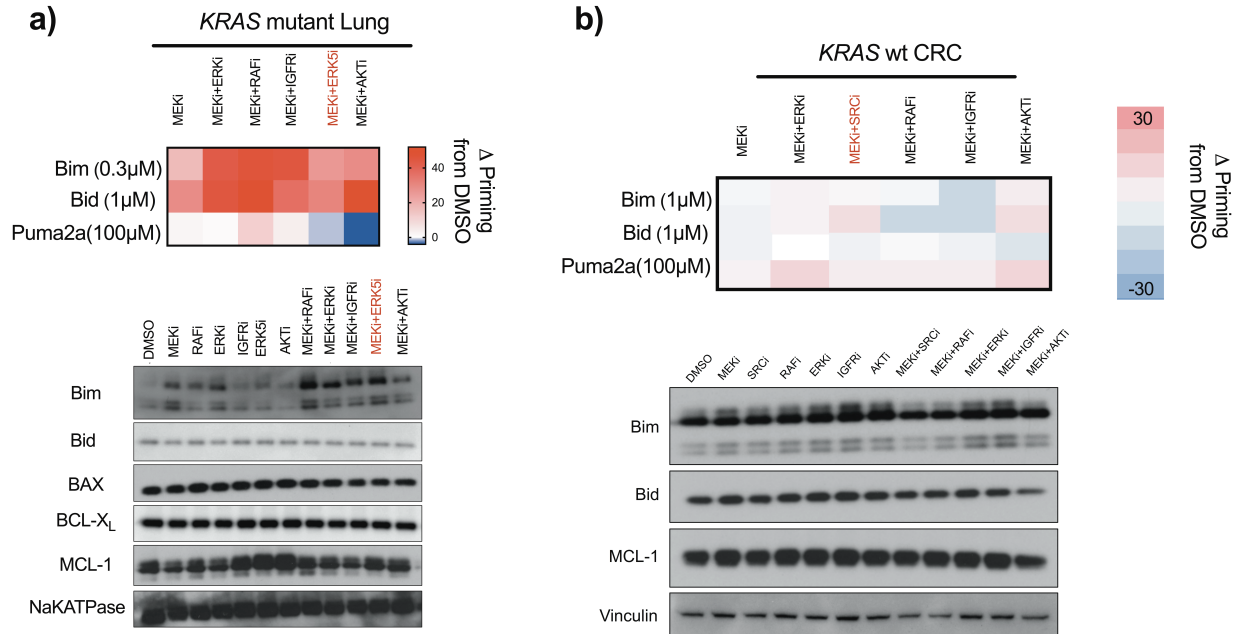 a)
KRAS mutant Lung
MEKi
MEKi+ERKi
MEKi+RAFi
MEKi+IGFRi
MEKi+ERK5i
MEKi+AKTi
Bim (0.3µM)
Bid (1µM)
Puma2a(100µM)
40
20
0
Δ Priming
from DMSO
DMSO
MEKi
RAFi
ERKi
IGFRi
ERK5i
AKTi
MEKi+RAFi
MEKi+ERKi
MEKi+IGFRi
MEKi+ERK5i
MEKi+AKTi
Bim
Bid
BAX
BCL-XL
MCL-1
NaKATPase
b)
KRAS wt CRC
MEKi
MEKi+ERKi
MEKi+SRCi
MEKi+RAFi
MEKi+IGFRi
MEKi+AKTi
Bim (1µM)
Bid (1µM)
Puma2a(100µM)
30
-30
Δ Priming
from DMSO
DMSO
MEKi
SRCi
RAFi
ERKi
IGFRi
AKTi
MEKi+SRCi
MEKi+RAFi
MEKi+ERKi
MEKi+IGFRi
MEKi+AKTi
Bim
Bid
MCL-1
Vinculin